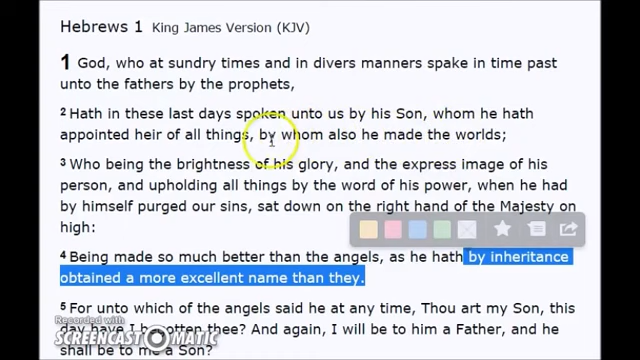 Hebrews 1 King James Version (KJV)
1 God, who at sundry times and in divers manners spake in time past
unto the fathers by the prophets,
2 Hath in these last days spoken unto us by his Son, whom he hath
appointed heir of all things, by whom also he made the worlds;
3 Who being the brightness of his glory, and the express image of his
person, and upholding all things by the word of his power, when he had
by himself purged our sins, sat down on the right hand of the Majesty on
high:
4 Being made so much better than the angels, as he hath by inheritance
obtained a more excellent name than they.
5 For unto which of the angels said he at any time, Thou art my Son, this
day have I begotten thee? And again, I will be to him a Father, and he
shall be to me a Son?
Recorded with
SCREENCAST-O-MATIC